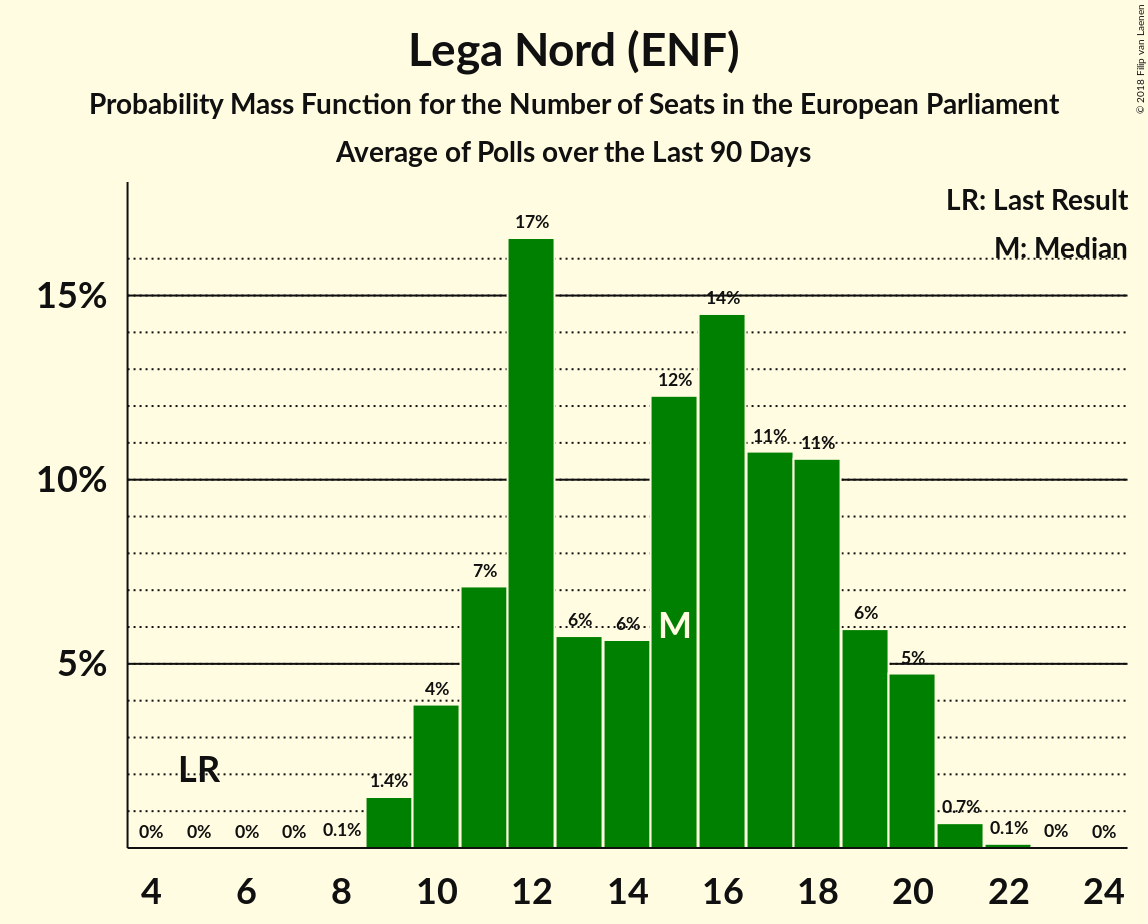 Lega Nord (ENF)
Probability Mass Function for the Number of Seats in the European Parliament
Average of Polls over the Last 90 Days
© 2018 Filip van Laenen
LR: Last Result
M: Median
17%
15%
14%
12%
11%
11%
10%
7%
6%
6%
M
6%
5%
5%
4%
LR
1.4%
0.7%
0%
0%
0%
0%
0.1%
0.1%
0%
0%
4 6 8 10 12 14 16 18 20 22 24